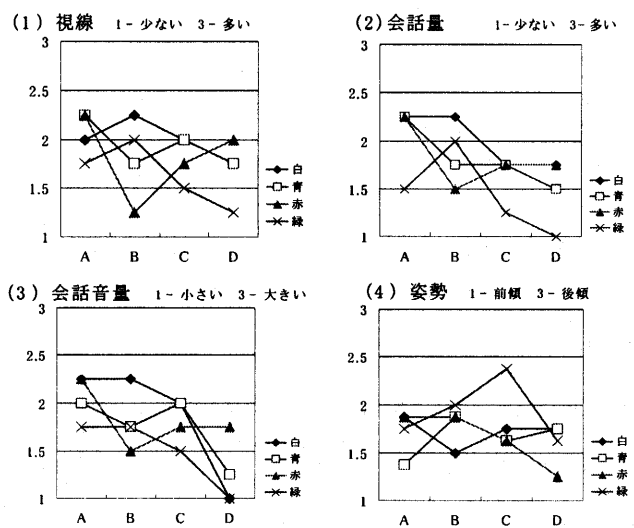 (1) 視線 1- 少ない 3- 多い
3
2.5
2
1.5
1
A B C D
白
青
赤
緑
(2) 会話量 1- 少ない 3- 多い
3
2.5
2
1.5
1
A B C D
白
青
赤
緑
(3) 会話音量 1- 小さい 3- 大きい
3
2.5
2
1.5
1
A B C D
白
青
赤
緑
(4) 姿勢 1- 前傾 3- 後傾
3
2.5
2
1.5
1
A B C D
白
青
赤
緑